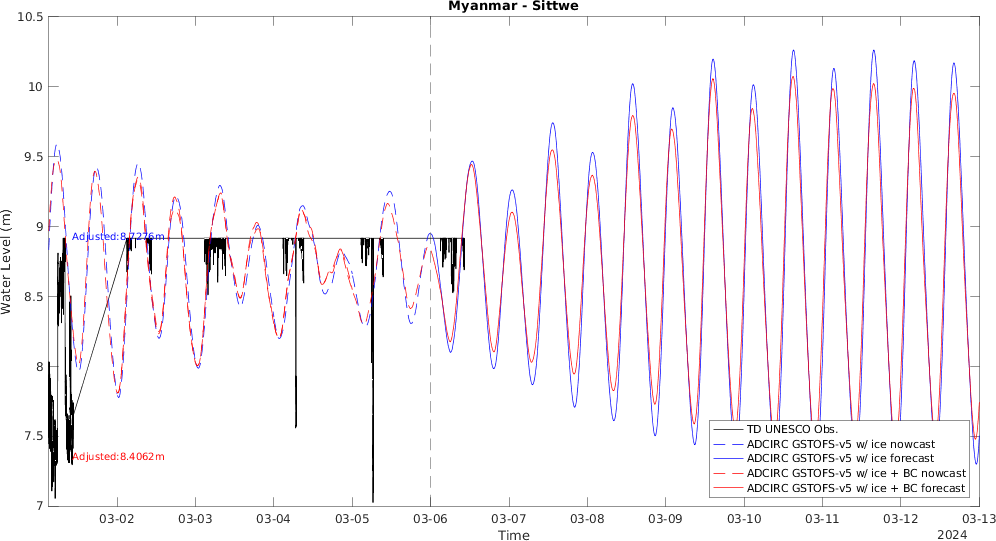 Myanmar - Sittwe
10.5
10
9.5
9
8.5
8
7.5
7
Water Level (m)
Adjusted:8.7276m
Adjusted:8.4062m
TD UNESCO Obs.
ADCIRC GSTOFS-v5 w/ ice nowcast
ADCIRC GSTOFS-v5 w/ ice forecast
ADCIRC GSTOFS-v5 w/ ice + BC nowcast
ADCIRC GSTOFS-v5 w/ ice + BC forecast
03-02 03-03 03-04 03-05 03-06 03-07 03-08 03-09 03-10 03-11 03-12 03-13
Time
2024